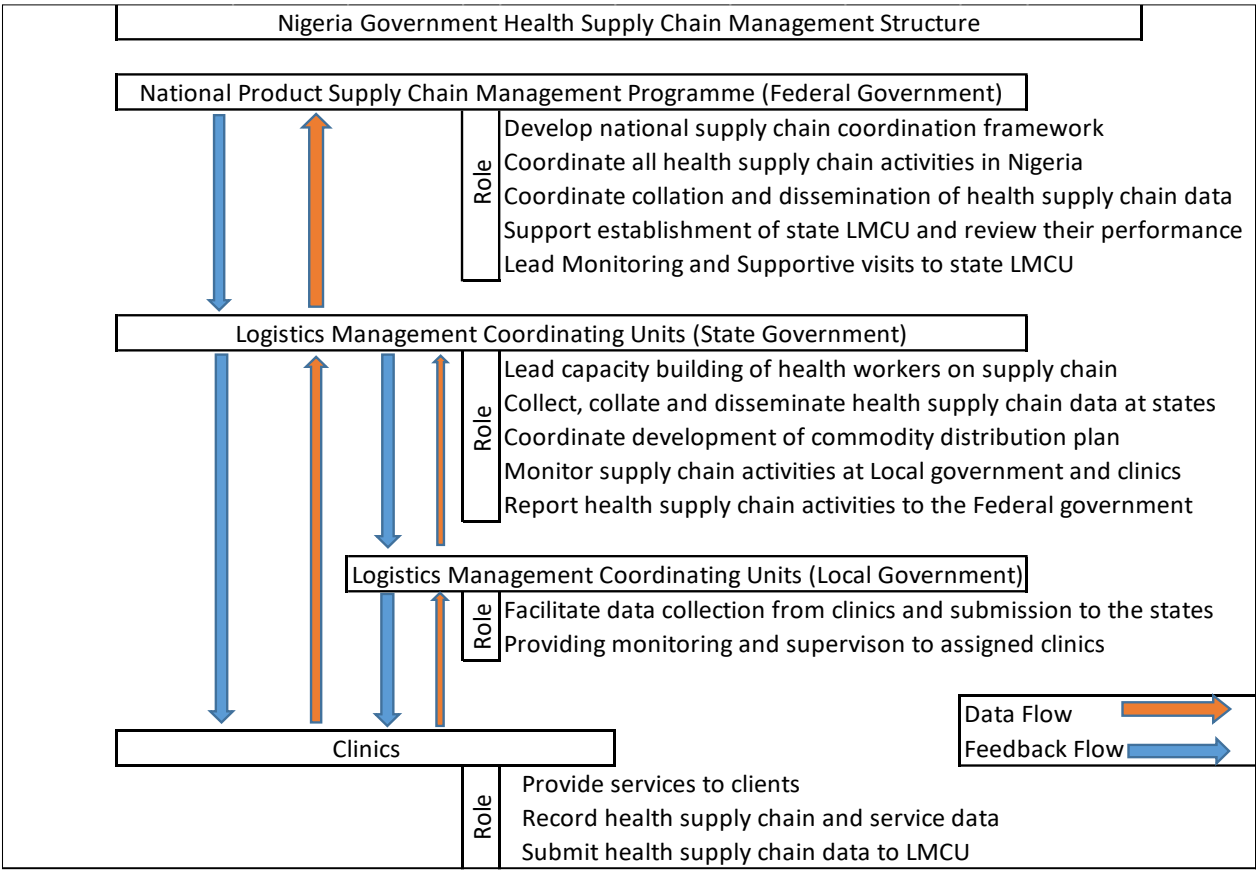 Nigeria Government Health Supply Chain Management Structure
National Product Supply Chain Management Programme (Federal Government)
Role
Develop national supply chain coordination framework
Coordinate all health supply chain activities in Nigeria
Coordinate collation and dissemination of health supply chain data
Support establishment of state LMCU and review their performance
Lead Monitoring and Supportive visits to state LMCU
Logistics Management Coordinating Units (State Government)
Role
Lead capacity building of health workers on supply chain
Collect, collate and disseminate health supply chain data at states
Coordinate development of commodity distribution plan
Monitor supply chain activities at Local government and clinics
Report health supply chain activities to the Federal government
Logistics Management Coordinating Units (Local Government)
Role
Facilitate data collection from clinics and submission to the states
Providing monitoring and supervison to assigned clinics
Data Flow
Feedback Flow
Clinics
Role
Provide services to clients
Record health supply chain and service data
Submit health supply chain data to LMCU